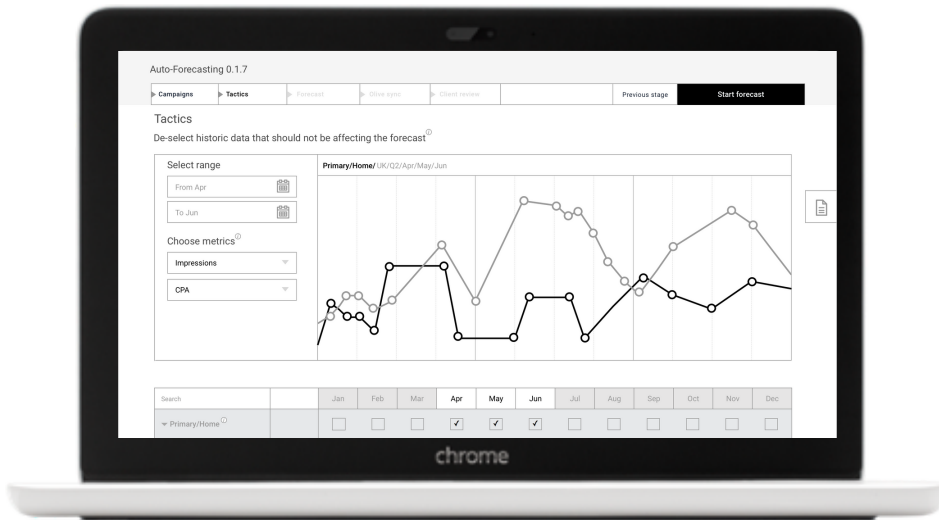 Auto-Forecasting 0.1.7
Campaigns Tactics Forecast Olive sync Client review Previous stage Start forecast
Tactics
De-select historic data that should not be affecting the forecast
Select range
Primary/Home/ UK/Q2/Apr/May/Jun
From Apr
To Jun
Choose metrics
Impressions
CPA
Search Jan Feb Mar Apr May Jun Jul Aug Sep Oct Nov Dec
Primary/Home
chrome